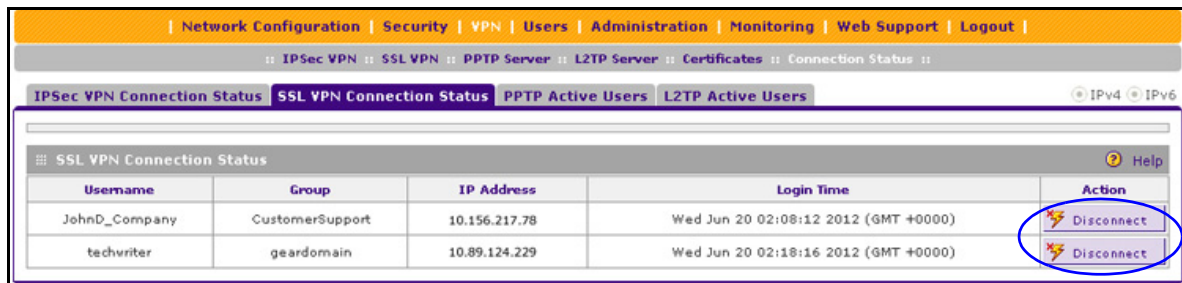 | Network Configuration | Security | VPN | Users | Administration | Monitoring | Web Support | Logout |
:: IPSec VPN :: SSL VPN :: PPTP Server :: L2TP Server :: Certificates :: Connection Status ::
IPSec VPN Connection Status SSL VPN Connection Status PPTP Active Users L2TP Active Users IPv4 IPv6
SSL VPN Connection Status ? Help
Username Group IP Address Login Time Action
JohnD_Company CustomerSupport 10.156.217.78 Wed Jun 20 02:08:12 2012 (GMT +0000) Disconnect
techwriter geardomain 10.89.124.229 Wed Jun 20 02:18:16 2012 (GMT +0000) Disconnect